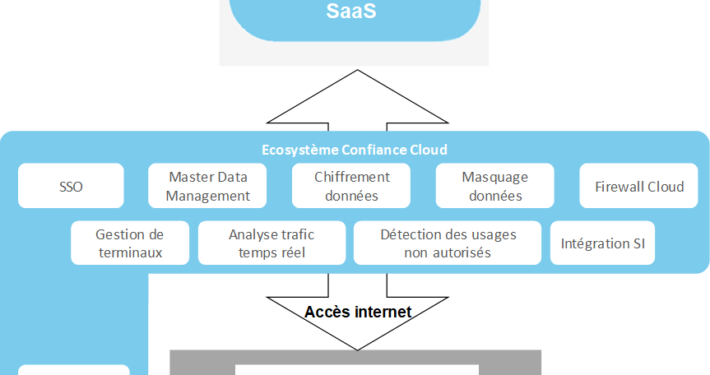 SaaS
Ecosystème Confiance Cloud
SSO
Master Data
Management
Chiffrement
données
Masquage
données
Firewall Cloud
Gestion de
terminaux
Analyse trafic
temps réel
Détection des usages
non autorisés
Intégration SI
Accès internet